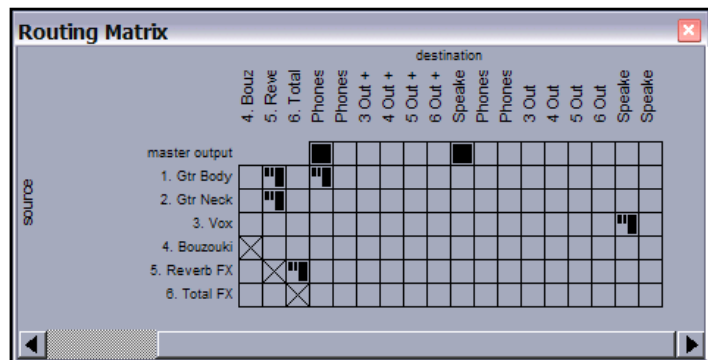 Routing Matrix
destination
4. Bouz
5. Reve
6. Total
Phones
Phones
3 Out +
4 Out +
5 Out +
6 Out +
Speake
Phones
Phones
3 Out
4 Out
5 Out
6 Out
Speake
Speake
source
master output
1. Gtr Body
2. Gtr Neck
3. Vox
4. Bouzouki
5. Reverb FX
6. Total FX